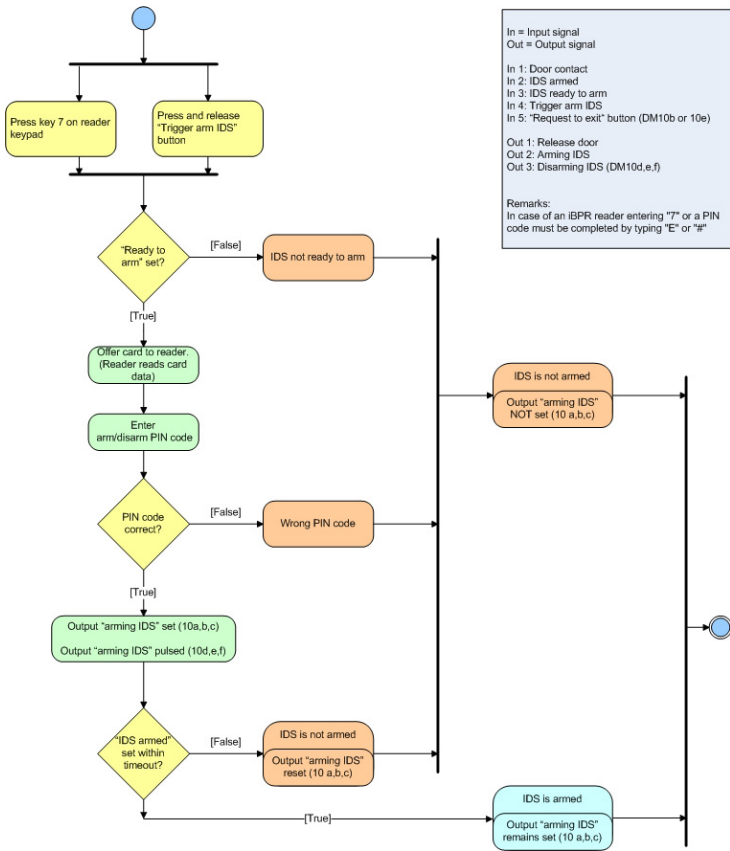 In = Input signal
Out = Output signal
In 1: Door contact
In 2: IDS armed
In 3: IDS ready to arm
In 4: Trigger arm IDS
In 5: "Request to exit" button (DM10b or 10e)
Out 1: Release door
Out 2: Arming IDS
Out 3: Disarming IDS (DM10d,e,f)
Remarks:
In case of an iBPR reader entering "7" or a PIN
code must be completed by typing "E" or "#"
Press key 7 on reader
keypad
Press and release
"Trigger arm IDS"
button
"Ready to
arm" set?
[False]
IDS not ready to arm
[True]
Offer card to reader.
(Reader reads card
data)
Enter
arm/disarm PIN code
IDS is not armed
Output "arming IDS"
NOT set (10 a,b,c)
PIN code
correct?
[False]
Wrong PIN code
[True]
Output "arming IDS" set (10a,b,c)
Output "arming IDS" pulsed (10d,e,f)
"IDS armed"
set within
timeout?
[False]
IDS is not armed
Output "arming IDS"
reset (10 a,b,c)
[True]
IDS is armed
Output "arming IDS"
remains set (10 a,b,c)